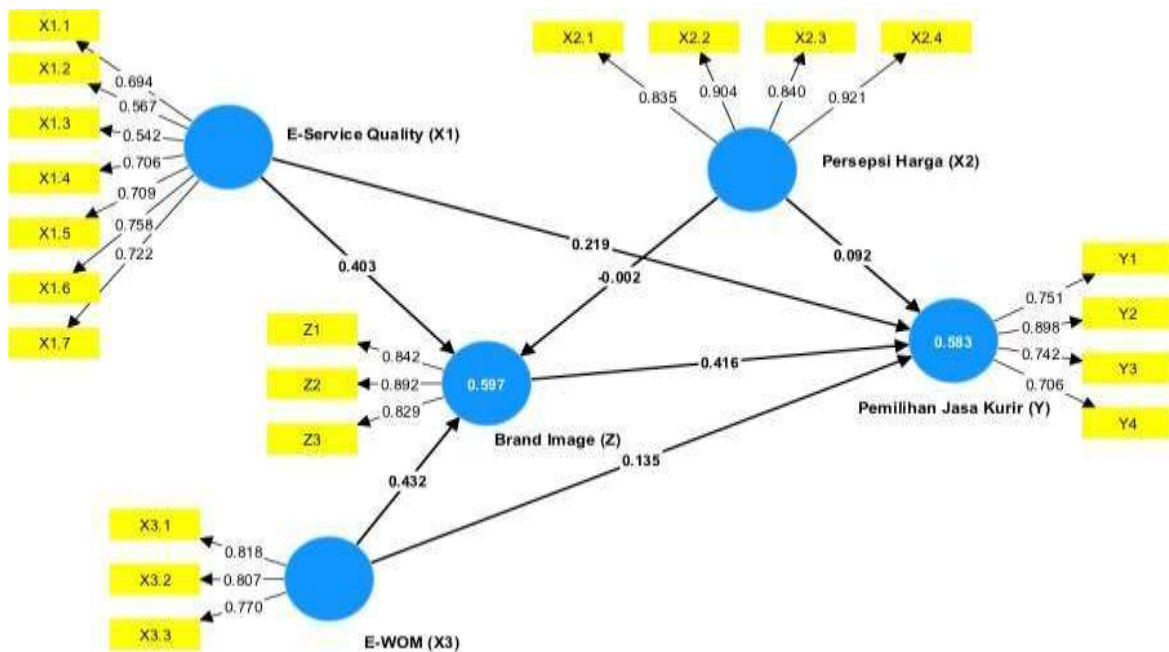 X1.1
X1.2
X1.3
X1.4
X1.5
X1.6
X1.7
0.694
0.567
0.542
0.706
0.709
0.758
0.722
E-Service Quality (X1)
X2.1
X2.2
X2.3
X2.4
0.835
0.904
0.840
0.921
Persepsi Harga (X2)
0.403
0.219
-0.002
0.092
Z1
Z2
Z3
0.842
0.892
0.829
0.597
Brand Image (Z)
0.416
0.583
Pemilihan Jasa Kurir (Y)
0.751
0.898
0.742
0.706
Y1
Y2
Y3
Y4
0.432
0.135
X3.1
X3.2
X3.3
0.818
0.807
0.770
E-WOM (X3)